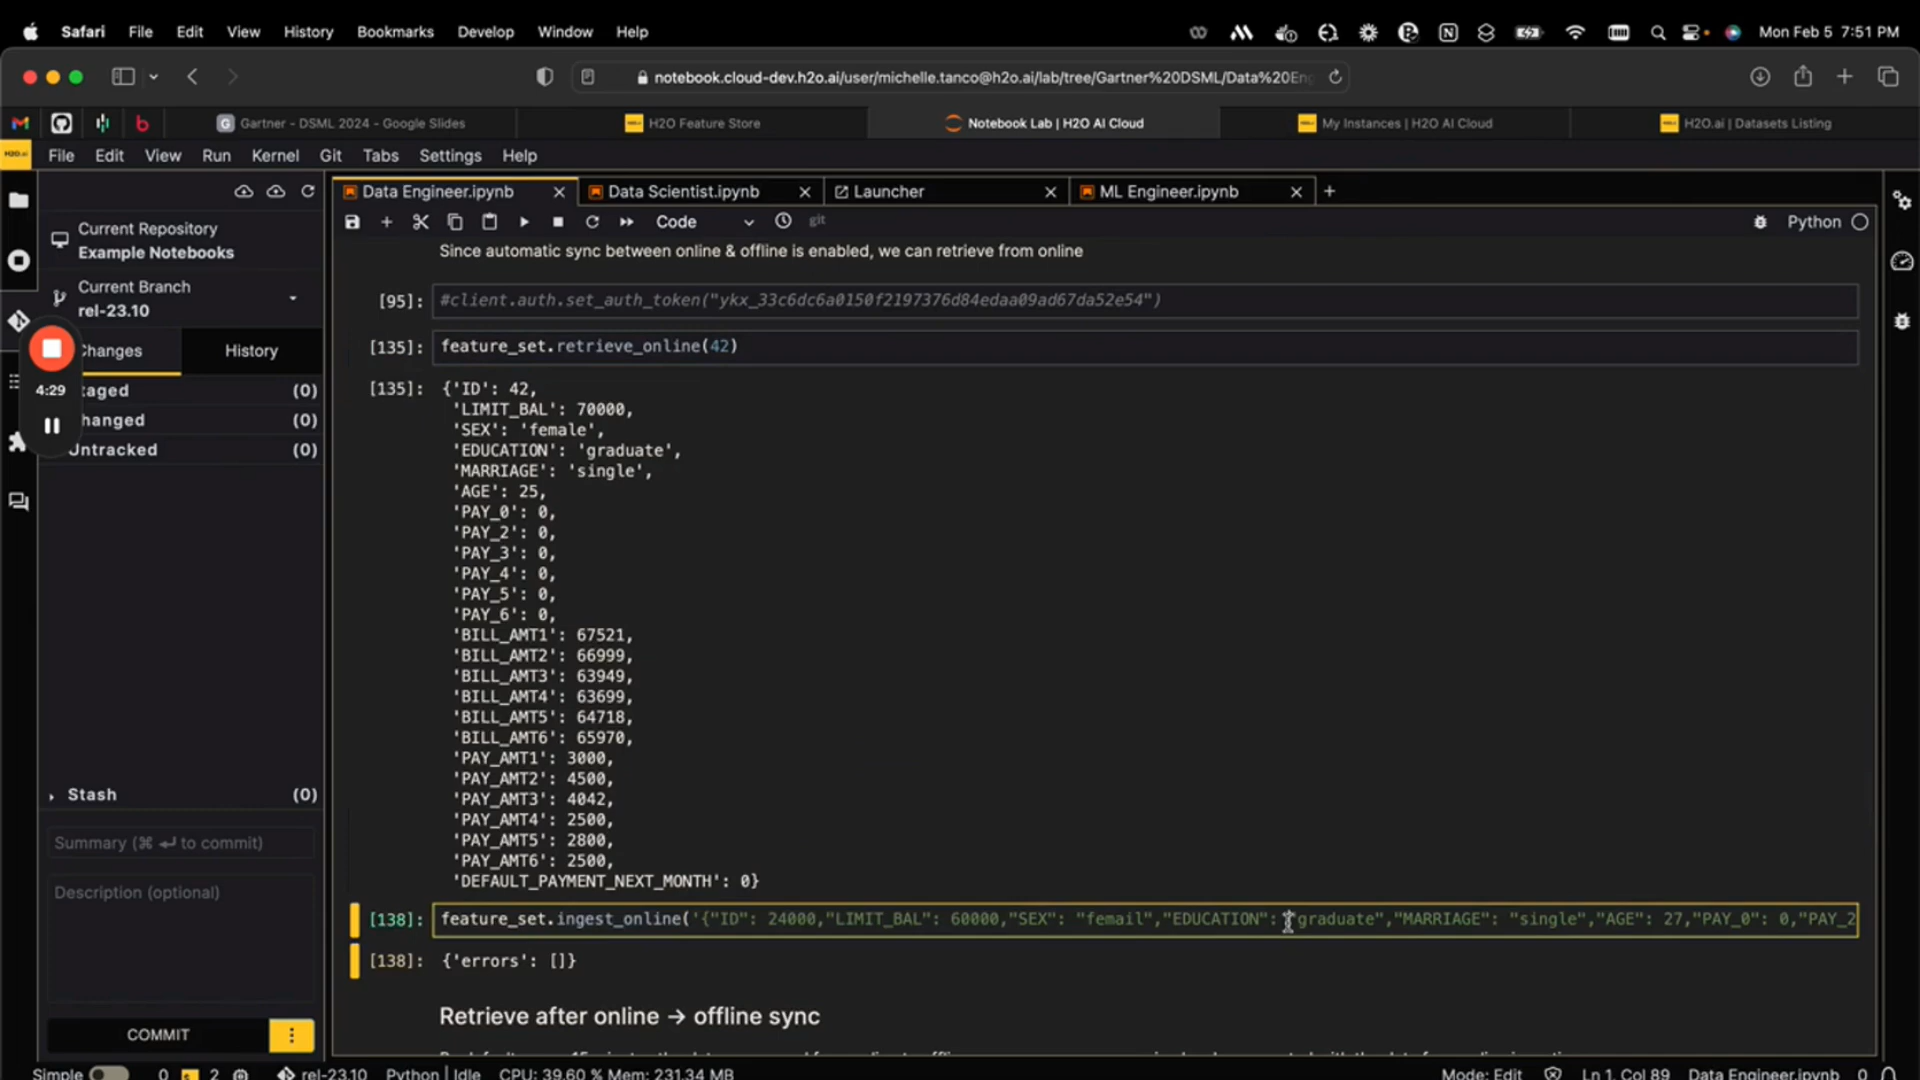 Safari File Edit View History Bookmarks Develop Window Help Mon Feb 5 7:51 PM
notebook.cloud-dev.h2o.ai/user/michelle.tanco@h2o.ai/lab/tree/Gartner%20DSML/Data%20En
Gartner - DSML 2024 - Google Slides H2O Feature Store Notebook Lab | H2O AI Cloud My Instances | H2O AI Cloud H2O.ai | Datasets Listing
H2O.ai File Edit View Run Kernel Git Tabs Settings Help
Data Engineer.ipynb Data Scientist.ipynb Launcher ML Engineer.ipynb
Code git Python
Current Repository
Example Notebooks
Current Branch
rel-23.10
Changes History
4:29
taged (0)
hanged (0)
Untracked (0)
Stash (0)
Summary (⌘ ↵ to commit)
Description (optional)
COMMIT
Since automatic sync between online & offline is enabled, we can retrieve from online
[95]: #client.auth.set_auth_token("ykx_33c6dc6a0150f2197376d84edaa09ad67da52e54")
[135]: feature_set.retrieve_online(42)
[135]: {'ID': 42,
'LIMIT_BAL': 70000,
'SEX': 'female',
'EDUCATION': 'graduate',
'MARRIAGE': 'single',
'AGE': 25,
'PAY_0': 0,
'PAY_2': 0,
'PAY_3': 0,
'PAY_4': 0,
'PAY_5': 0,
'PAY_6': 0,
'BILL_AMT1': 67521,
'BILL_AMT2': 66999,
'BILL_AMT3': 63949,
'BILL_AMT4': 63699,
'BILL_AMT5': 64718,
'BILL_AMT6': 65970,
'PAY_AMT1': 3000,
'PAY_AMT2': 4500,
'PAY_AMT3': 4042,
'PAY_AMT4': 2500,
'PAY_AMT5': 2800,
'PAY_AMT6': 2500,
'DEFAULT_PAYMENT_NEXT_MONTH': 0}
[138]: feature_set.ingest_online('{"ID": 24000,"LIMIT_BAL": 60000,"SEX": "femail","EDUCATION": "graduate","MARRIAGE": "single","AGE": 27,"PAY_0": 0,"PAY_2
[138]: {'errors': []}
Retrieve after online → offline sync
Simple 0 2 rel-23.10 Python | Idle CPU: 39.60 % Mem: 231.34 MB Mode: Edit Ln 1, Col 89 Data Engineer.ipynb 0